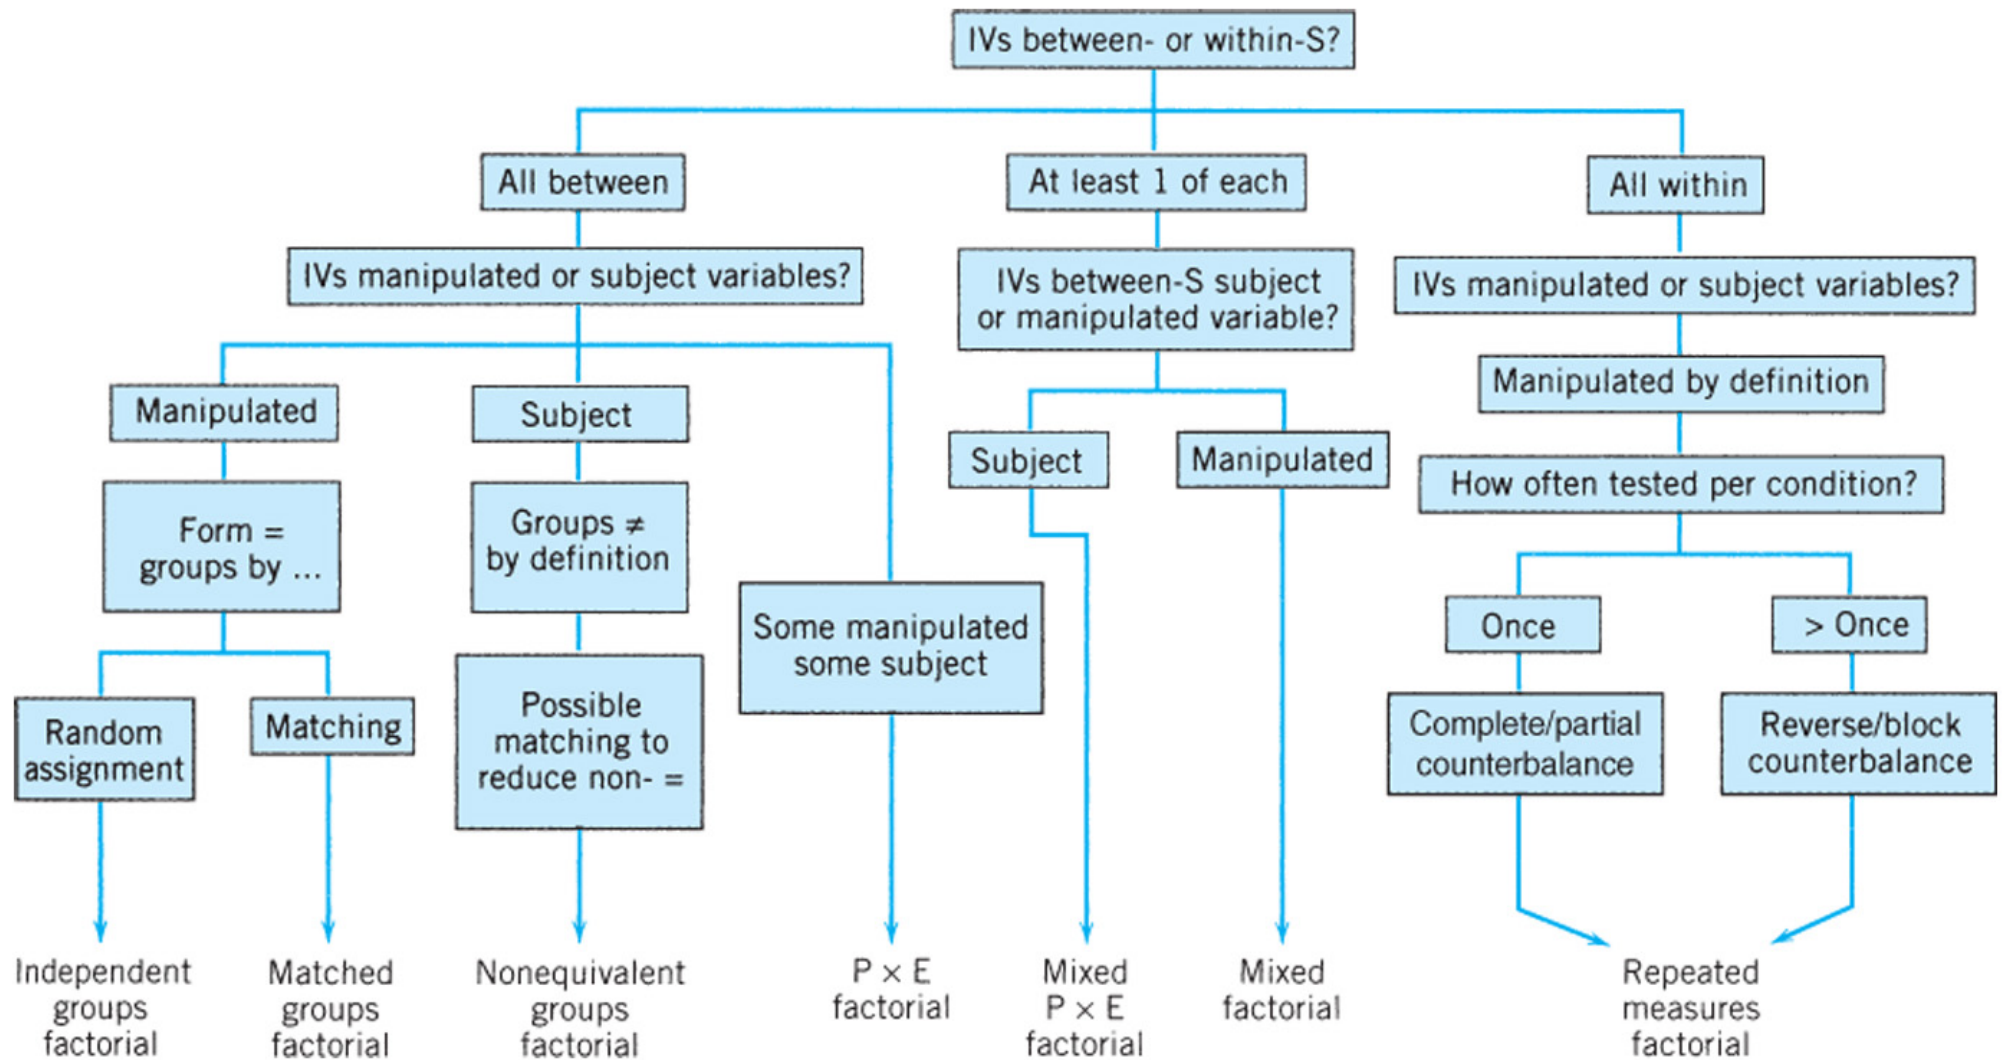 IVs between- or within-S?
All between
At least 1 of each
All within
IVs manipulated or subject variables?
IVs between-S subject
or manipulated variable?
IVs manipulated or subject variables?
Manipulated
Subject
Subject
Manipulated
Manipulated by definition
How often tested per condition?
Form =
groups by ...
Groups ≠
by definition
Some manipulated
some subject
Once
> Once
Random
assignment
Matching
Possible
matching to
reduce non- =
Complete/partial
counterbalance
Reverse/block
counterbalance
Independent
groups
factorial
Matched
groups
factorial
Nonequivalent
groups
factorial
P × E
factorial
Mixed
P × E
factorial
Mixed
factorial
Repeated
measures
factorial